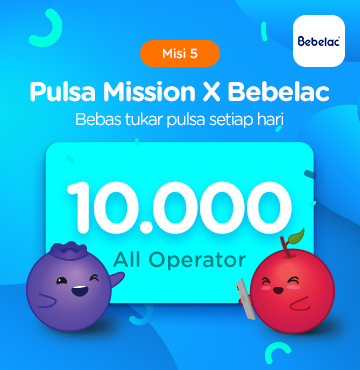 Bebelac
Misi 5
Pulsa Mission X Bebelac
Bebas tukar pulsa setiap hari
10.000
All Operator